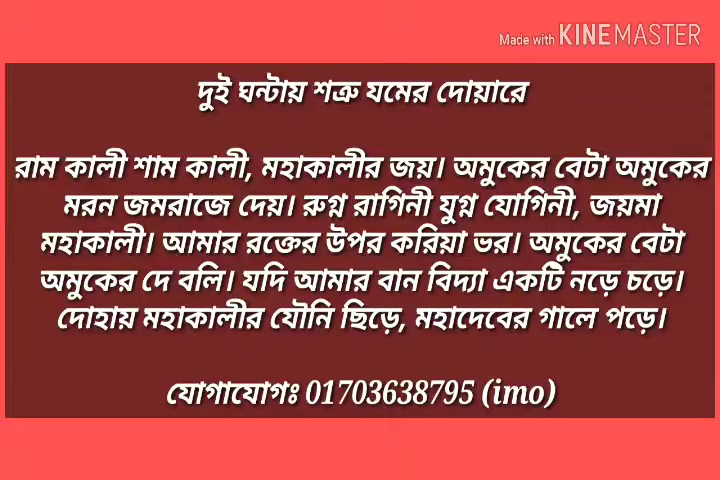 Made with KINEMASTER
দুই ঘন্টায় শত্রু যমের দোয়ারে
রাম কালী শাম কালী, মহাকালীর জয়। অমুকের বেটা অমুকের
মরন জমরাজে দেয়। রুগ্ন রাগিনী যুগ্ন যোগিনী, জয়মা
মহাকালী। আমার রক্তের উপর করিয়া ভর। অমুকের বেটা
অমুকের দে বলি। যদি আমার বান বিদ্যা একটি নড়ে চড়ে।
দোহায় মহাকালীর যৌনি ছিড়ে, মহাদেবের গালে পড়ে।
যোগাযোগঃ 01703638795 (imo)